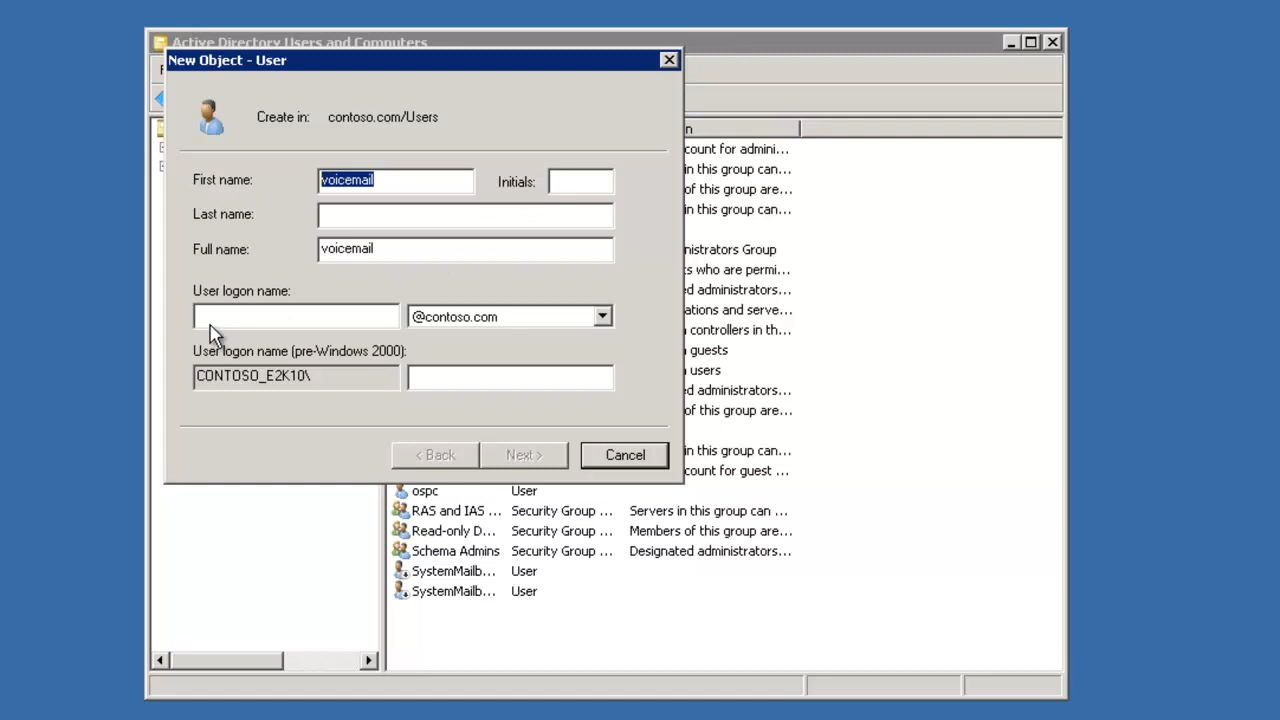 Active Directory Users and Computers
New Object - User
Create in: contoso.com/Users
First name: voicemail Initials:
Last name:
Full name: voicemail
User logon name:
@contoso.com
User logon name (pre-Windows 2000):
CONTOSO_E2K10\
< Back Next > Cancel
n
count for admini...
in this group can...
of this group are...
in this group can...
nistrators Group
s who are permi...
ed administrators...
ations and serve...
n controllers in th...
n guests
n users
ed administrators...
of this group are...
in this group can...
count for guest ...
ospc User
RAS and IAS ... Security Group ... Servers in this group can ...
Read-only D... Security Group ... Members of this group are...
Schema Admins Security Group ... Designated administrators...
SystemMailb... User
SystemMailb... User